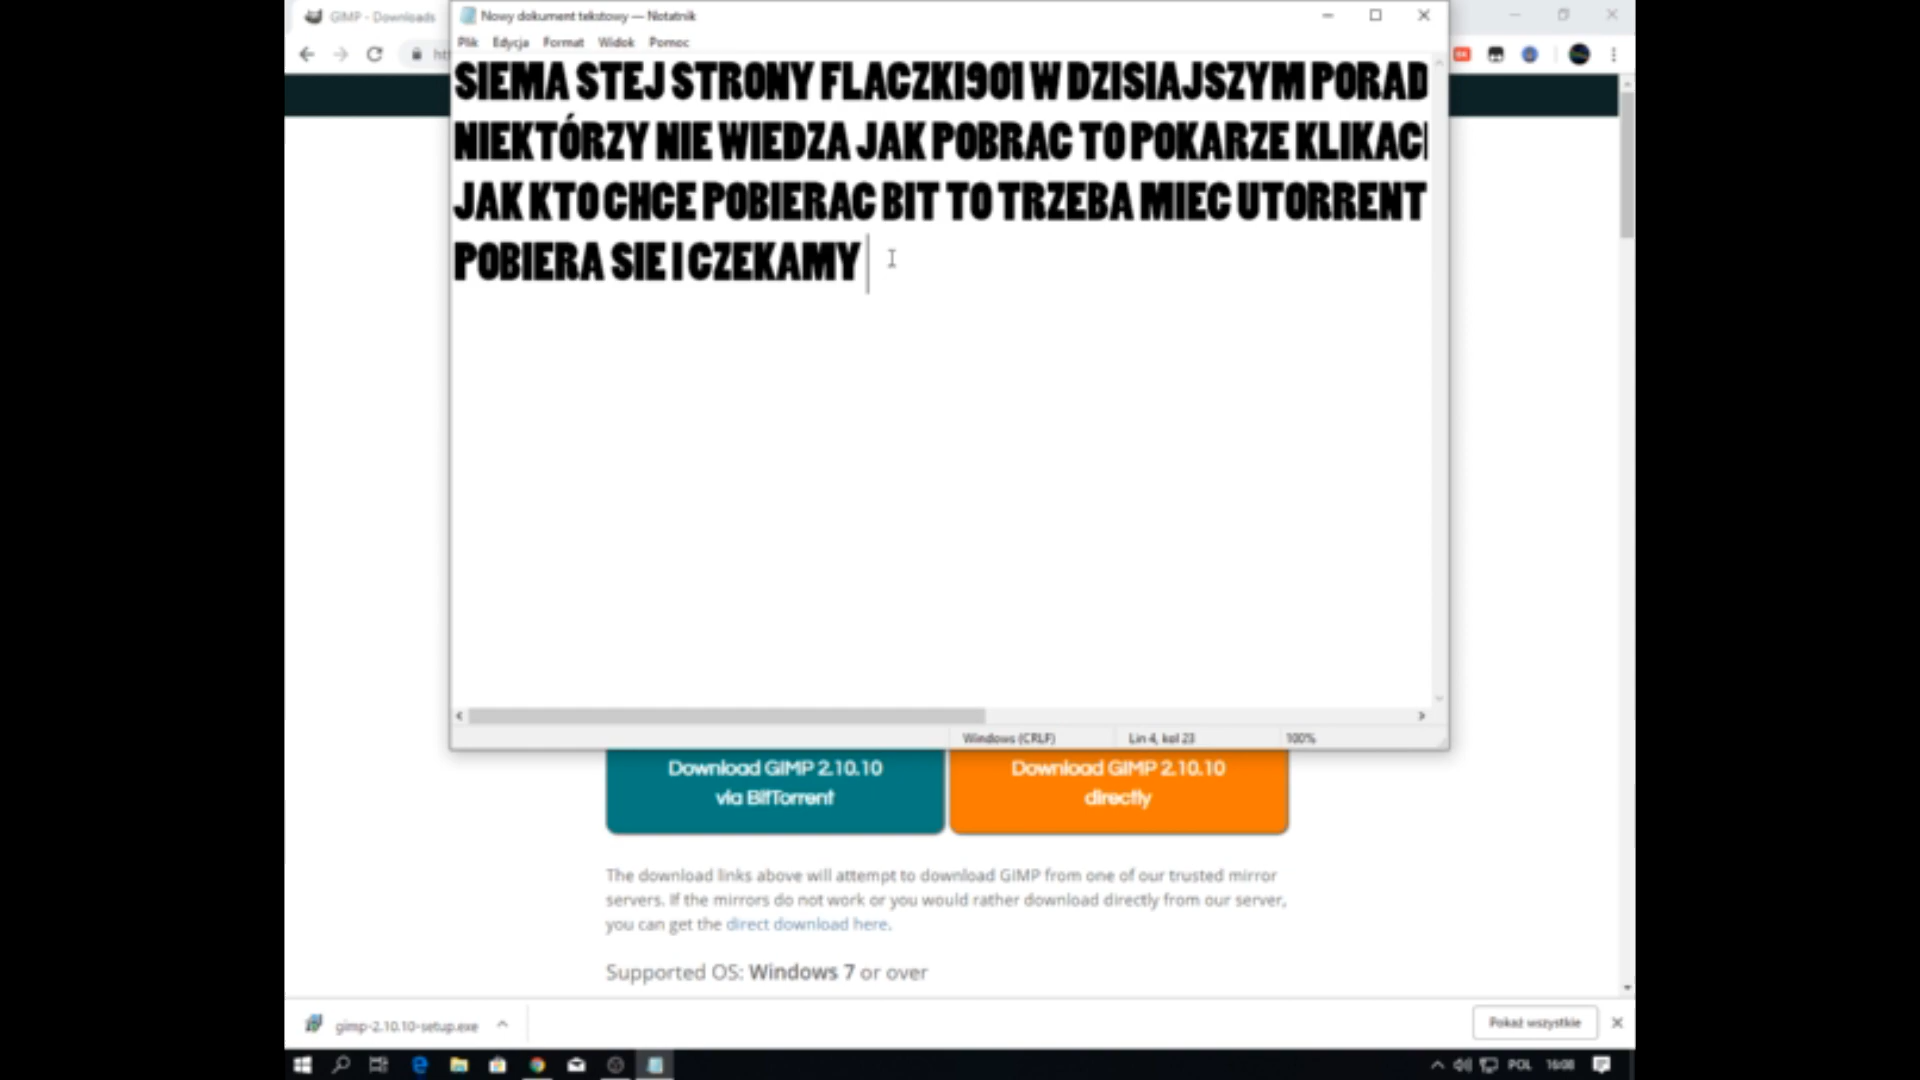 GIMP - Downloads
Nowy dokument tekstowy — Notatnik
Plik Edycja Format Widok Pomoc
SIEMA STEJ STRONY FLACZKI901 W DZISIAJSZYM PORAD
NIEKTÓRZY NIE WIEDZA JAK POBRAC TO POKARZE KLIKAC
JAK KTO CHCE POBIERAC BIT TO TRZEBA MIEC UTORRENT
POBIERA SIE I CZEKAMY
Windows (CRLF) Lin 4, kol 23 100%
Download GIMP 2.10.10
via BitTorrent
Download GIMP 2.10.10
directly
The download links above will attempt to download GIMP from one of our trusted mirror
servers. If the mirrors do not work or you would rather download directly from our server,
you can get the direct download here.
Supported OS: Windows 7 or over
gimp-2.10.10-setup.exe
Pokaż wszystkie
POL 16:08